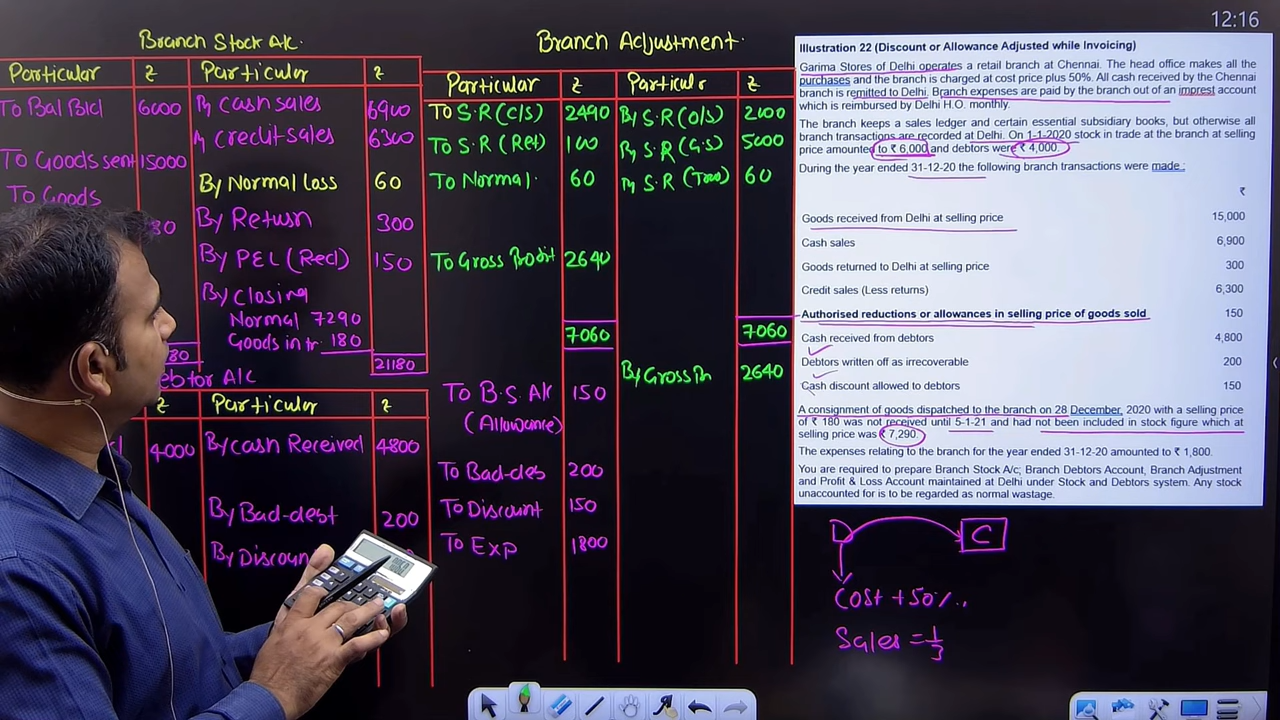 12:16
Branch Stock A/c.
Particular ₹ Particular ₹
To Bal B/d 6000 By Cash sales 6900
By Credit sales 6300
To Goods sent 15000
By Normal Loss 60
To Goods
By Return 300
By P&L (Red) 150
By Closing
Normal 7290
Goods in tr. 180
21180
Particular ₹
4000 By Cash Received 4800
By Bad-debt 200
Branch Adjustment.
Particular ₹ Particular ₹
To S.R (C/s) 2490 By S.R (O/s) 2000
To S.R (Ret) 100 By S.R (G.s) 5000
To Normal. 60 By S.R (Tran) 60
To Gross Profit 2640
7060 7060
By Gross Pr 2640
To B.S. A/c 150
(Allowance)
To Bad-des 200
To Discount 150
To Exp 1800
Illustration 22 (Discount or Allowance Adjusted while Invoicing)
Garima Stores of Delhi operates a retail branch at Chennai. The head office makes all the
purchases and the branch is charged at cost price plus 50%. All cash received by the Chennai
branch is remitted to Delhi. Branch expenses are paid by the branch out of an imprest account
which is reimbursed by Delhi H.O. monthly.
The branch keeps a sales ledger and certain essential subsidiary books, but otherwise all
branch transactions are recorded at Delhi. On 1-1-2020 stock in trade at the branch at selling
price amounted to ₹ 6,000 and debtors were ₹ 4,000.
During the year ended 31-12-20 the following branch transactions were made :
₹
Goods received from Delhi at selling price 15,000
Cash sales 6,900
Goods returned to Delhi at selling price 300
Credit sales (Less returns) 6,300
Authorised reductions or allowances in selling price of goods sold 150
Cash received from debtors 4,800
Debtors written off as irrecoverable 200
Cash discount allowed to debtors 150
A consignment of goods dispatched to the branch on 28 December, 2020 with a selling price
of ₹ 180 was not received until 5-1-21 and had not been included in stock figure which at
selling price was ₹ 7,290.
The expenses relating to the branch for the year ended 31-12-20 amounted to ₹ 1,800.
You are required to prepare Branch Stock A/c; Branch Debtors Account, Branch Adjustment
and Profit & Loss Account maintained at Delhi under Stock and Debtors system. Any stock
unaccounted for is to be regarded as normal wastage.
D C
Cost + 50%.
Sales = 1/3